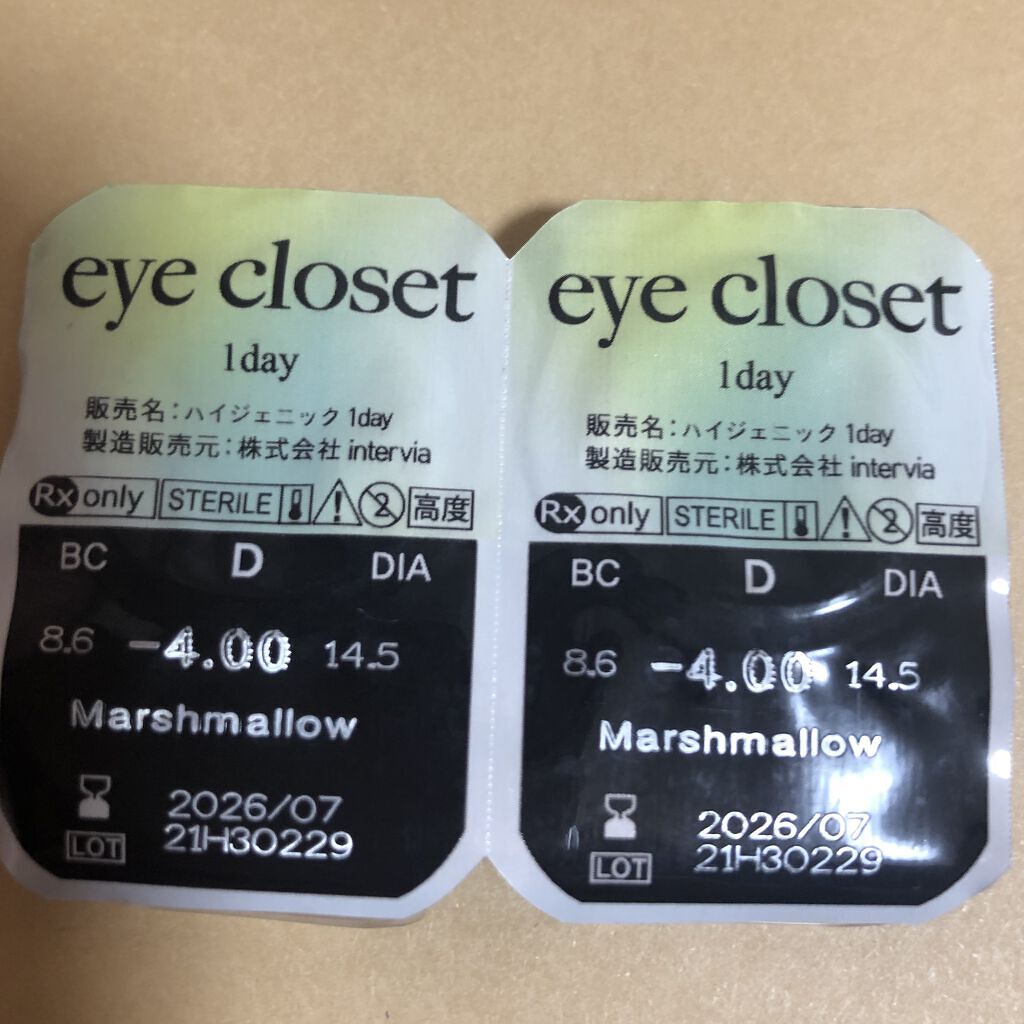 eye closet
1day
販売名:ハイジェニック 1day
製造販売元:株式会社 intervia
Rx only STERILE 2 高度
BC D DIA
8.6 -4.00 14.5
Marshmallow
2026/07
LOT 21H30229
eye closet
1day
販売名:ハイジェニック 1day
製造販売元:株式会社 intervia
Rx only STERILE 2 高度
BC D DIA
8.6 -4.00 14.5
Marshmallow
2026/07
LOT 21H30229